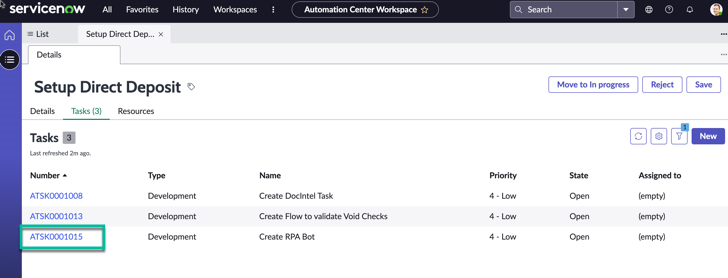 servicenow All Favorites History Workspaces Automation Center Workspace Search
List Setup Direct Dep...
Details
Setup Direct Deposit Move to In progress Reject Save
Details Tasks (3) Resources
Tasks 3 1 New
Last refreshed 2m ago.
Number Type Name Priority State Assigned to
ATSK0001008 Development Create DocIntel Task 4 - Low Open (empty)
ATSK0001013 Development Create Flow to validate Void Checks 4 - Low Open (empty)
ATSK0001015 Development Create RPA Bot 4 - Low Open (empty)